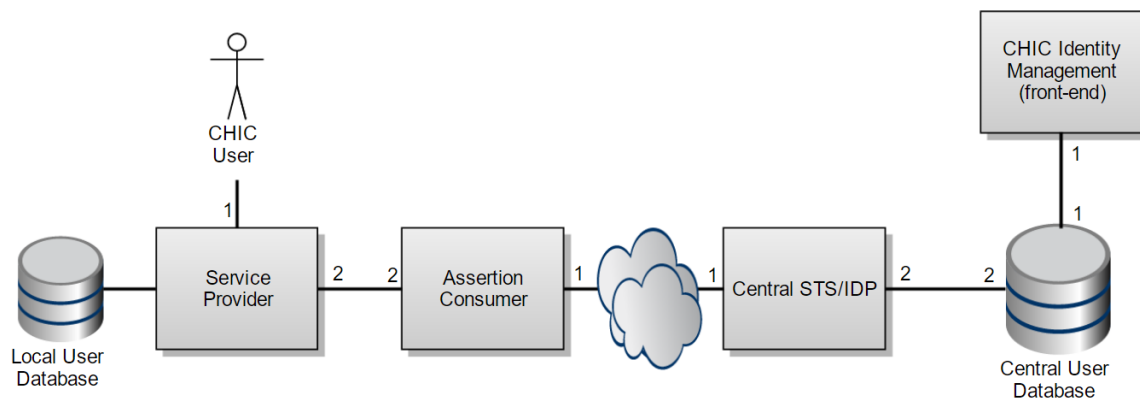 CHIC Identity
Management
(front-end)
CHIC
User
1
1
1
Service
Provider
2
2
Assertion
Consumer
1
1
Central STS/IDP
2
2
Local User
Database
Central User
Database